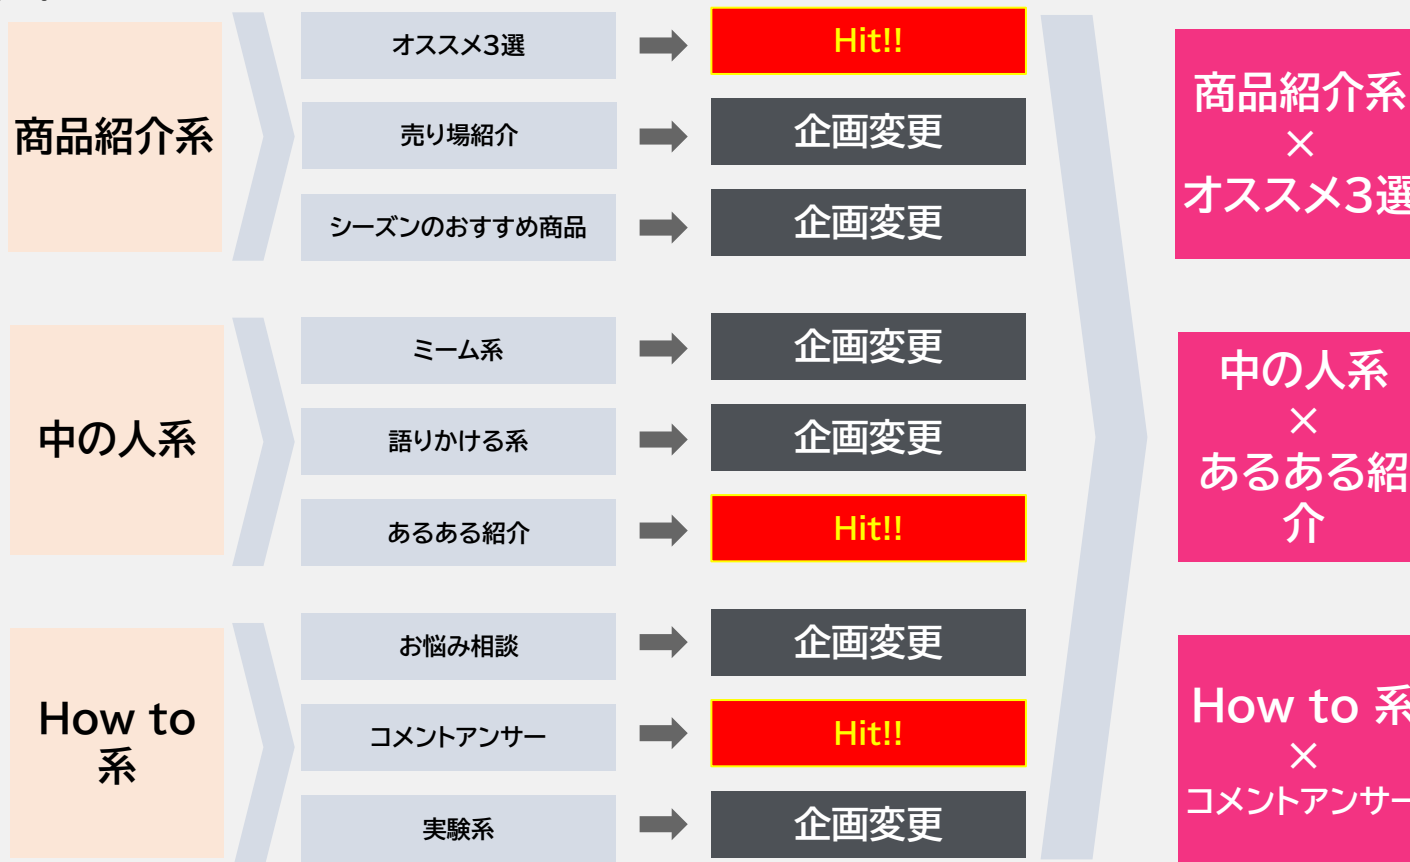 商品紹介系
オススメ3選
Hit!!
売り場紹介
企画変更
シーズンのおすすめ商品
企画変更
商品紹介系
×
オススメ3選
中の人系
ミーム系
企画変更
語りかける系
企画変更
あるある紹介
Hit!!
中の人系
×
あるある紹
介
How to
系
お悩み相談
企画変更
コメントアンサー
Hit!!
実験系
企画変更
How to 系
×
コメントアンサー